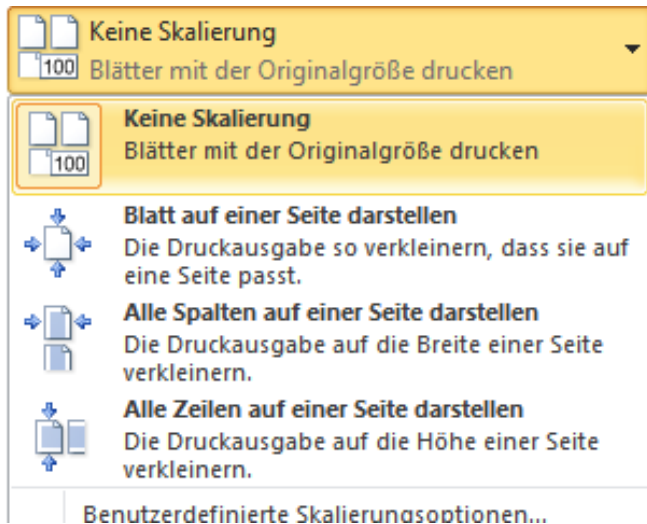 Keine Skalierung
100 Blätter mit der Originalgröße drucken
Keine Skalierung
Blätter mit der Originalgröße drucken
100
Blatt auf einer Seite darstellen
Die Druckausgabe so verkleinern, dass sie auf
eine Seite passt.
Alle Spalten auf einer Seite darstellen
Die Druckausgabe auf die Breite einer Seite
verkleinern.
Alle Zeilen auf einer Seite darstellen
Die Druckausgabe auf die Höhe einer Seite
verkleinern.
Benutzerdefinierte Skalierungsoptionen...